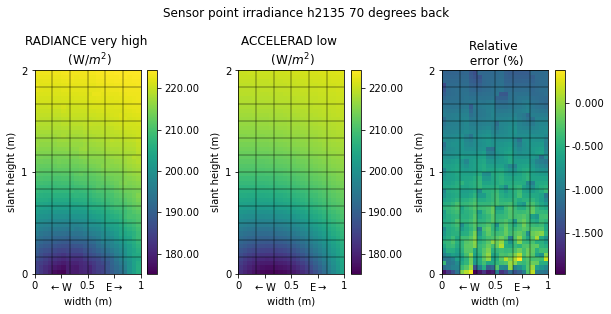 Sensor point irradiance h2135 70 degrees back
RADIANCE very high
(W/m²)
ACCELERAD low
(W/m²)
Relative
error (%)
slant height (m)
2
1
0
0
0.5
1
←W
E→
width (m)
220.00
210.00
200.00
190.00
180.00
slant height (m)
2
1
0
0
0.5
1
←W
E→
width (m)
220.00
210.00
200.00
190.00
180.00
slant height (m)
2
1
0
0
0.5
1
←W
E→
width (m)
0.000
-0.500
-1.000
-1.500